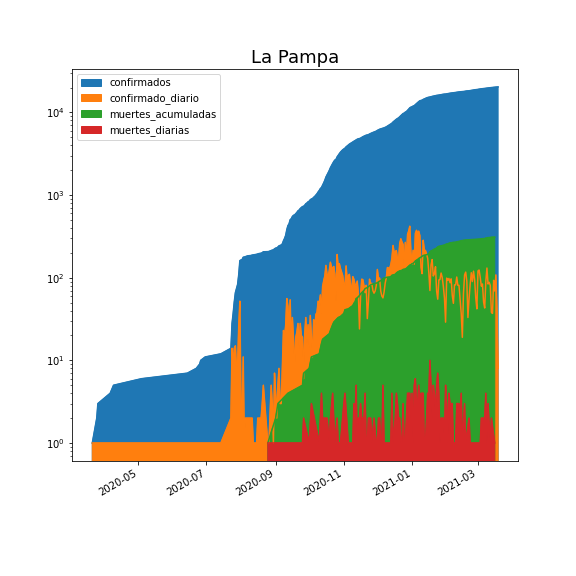 La Pampa
confirmados
confirmado_diario
muertes_acumuladas
muertes_diarias
10⁴
10³
10²
10¹
10⁰
2020-05 2020-07 2020-09 2020-11 2021-01 2021-03